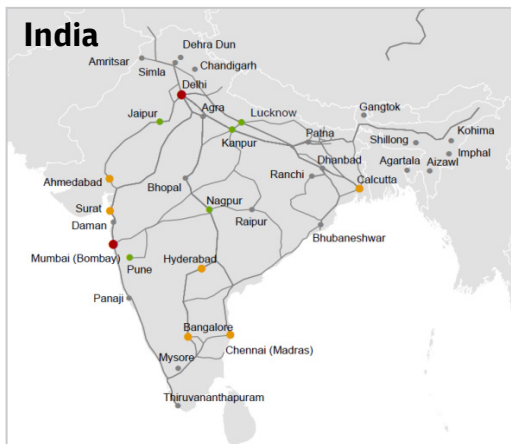 India
Dehra Dun
Amritsar
Simla
Chandigarh
Delhi
Jaipur
Agra
Lucknow
Kanpur
Patna
Gangtok
Kohima
Shillong
Imphal
Dhanbad
Agartala
Aizawl
Ranchi
Calcutta
Ahmedabad
Bhopal
Surat
Nagpur
Daman
Raipur
Bhubaneshwar
Mumbai (Bombay)
Pune
Hyderabad
Panaji
Bangalore
Chennai (Madras)
Mysore
Thiruvananthapuram